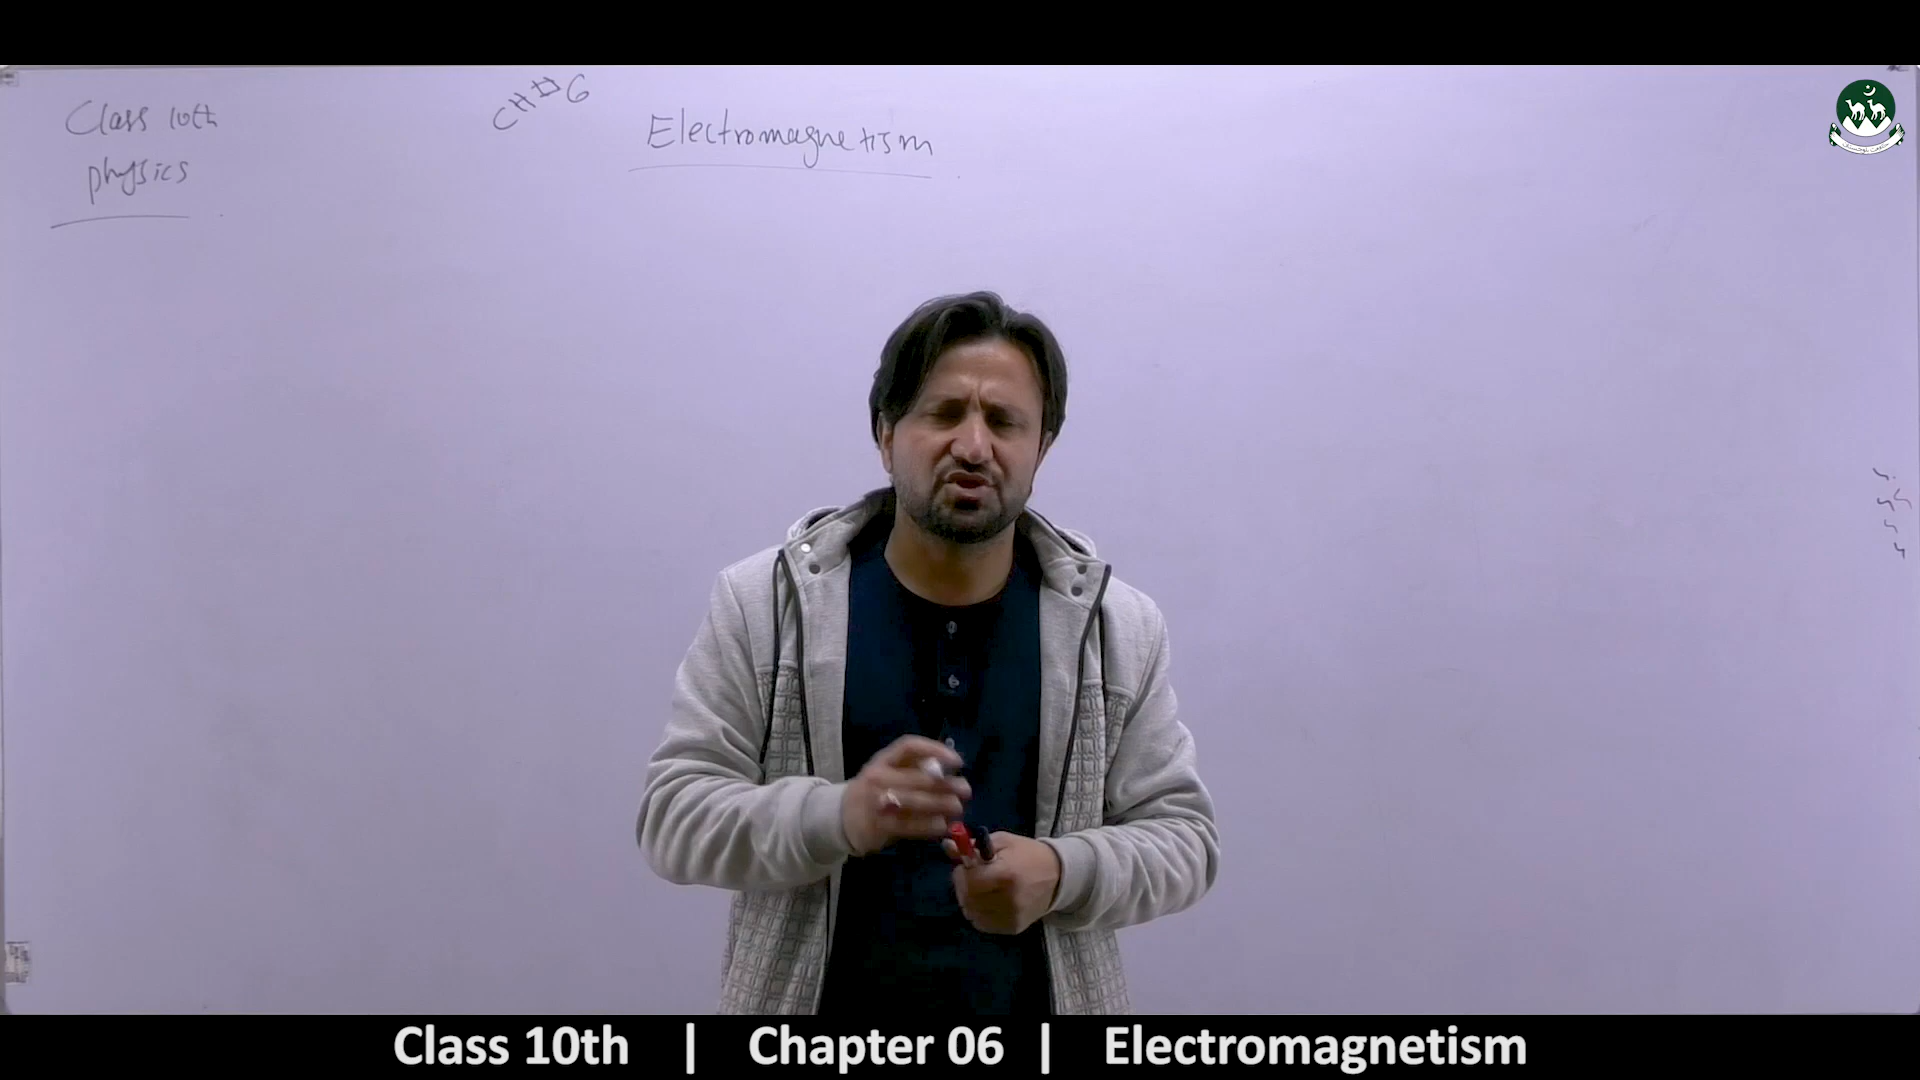 Class 10th
physics
CH # 6
Electromagnetism
Class 10th | Chapter 06 | Electromagnetism